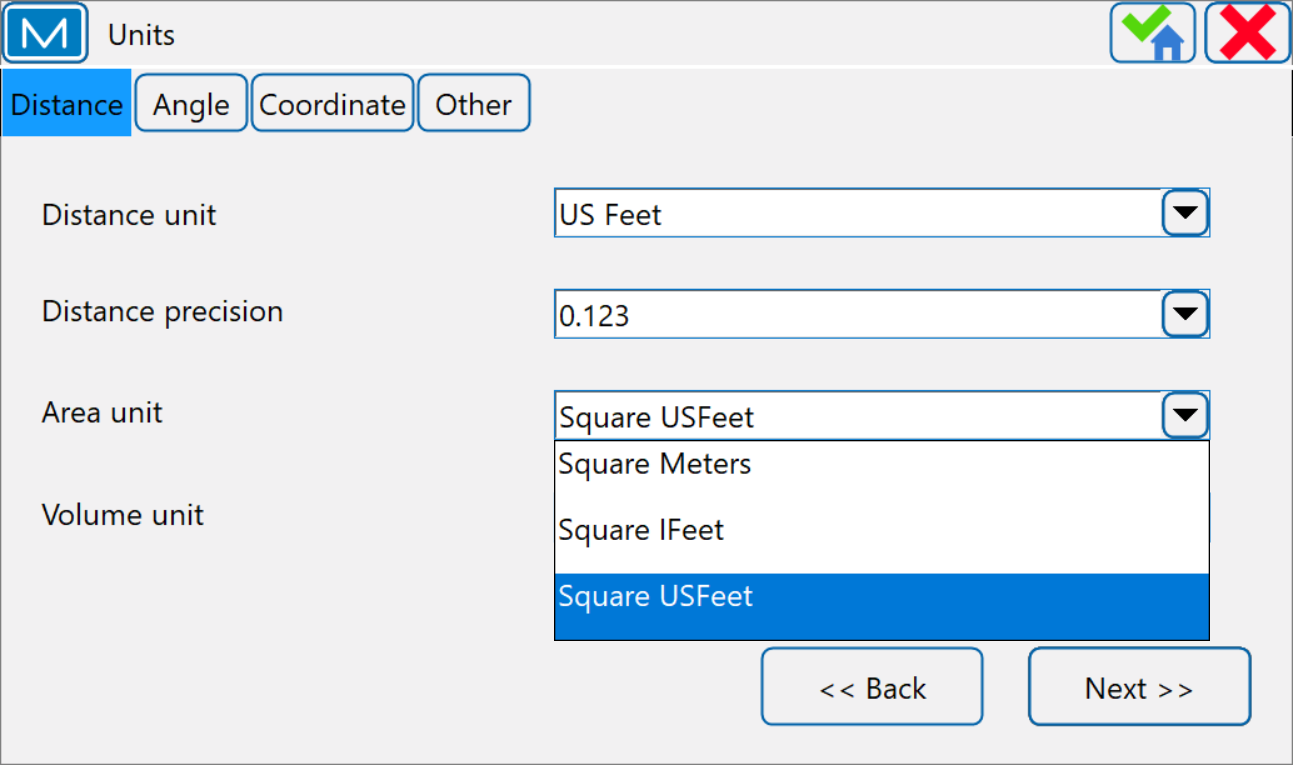 Units
Distance Angle Coordinate Other
Distance unit US Feet
Distance precision 0.123
Area unit Square USFeet
Square Meters
Volume unit
Square IFeet
Square USFeet
<< Back Next >>